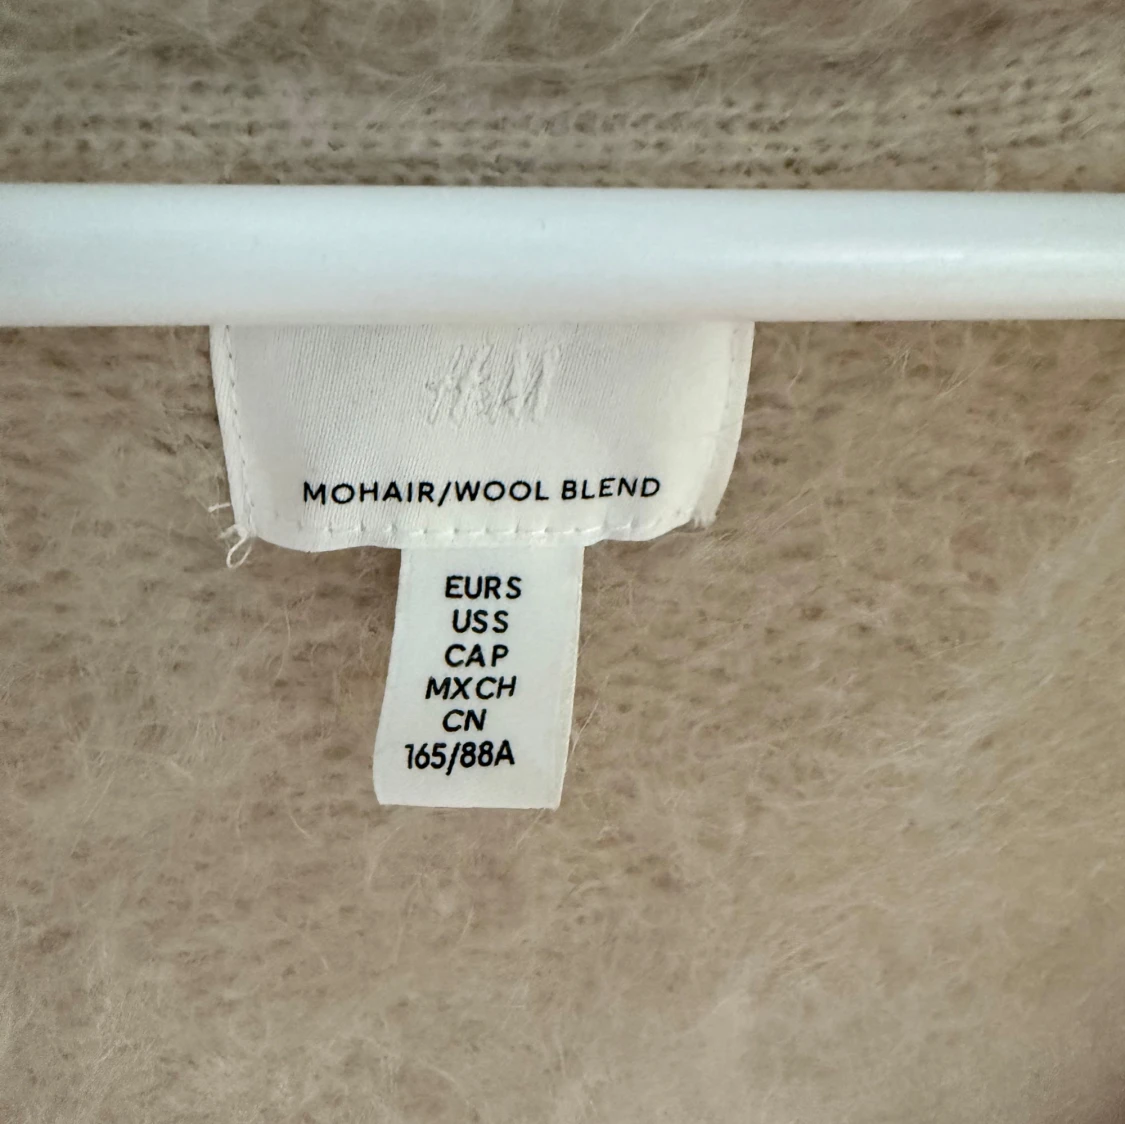 H&M
MOHAIR/WOOL BLEND
EUR S
US S
CA P
MX CH
CN
165/88A